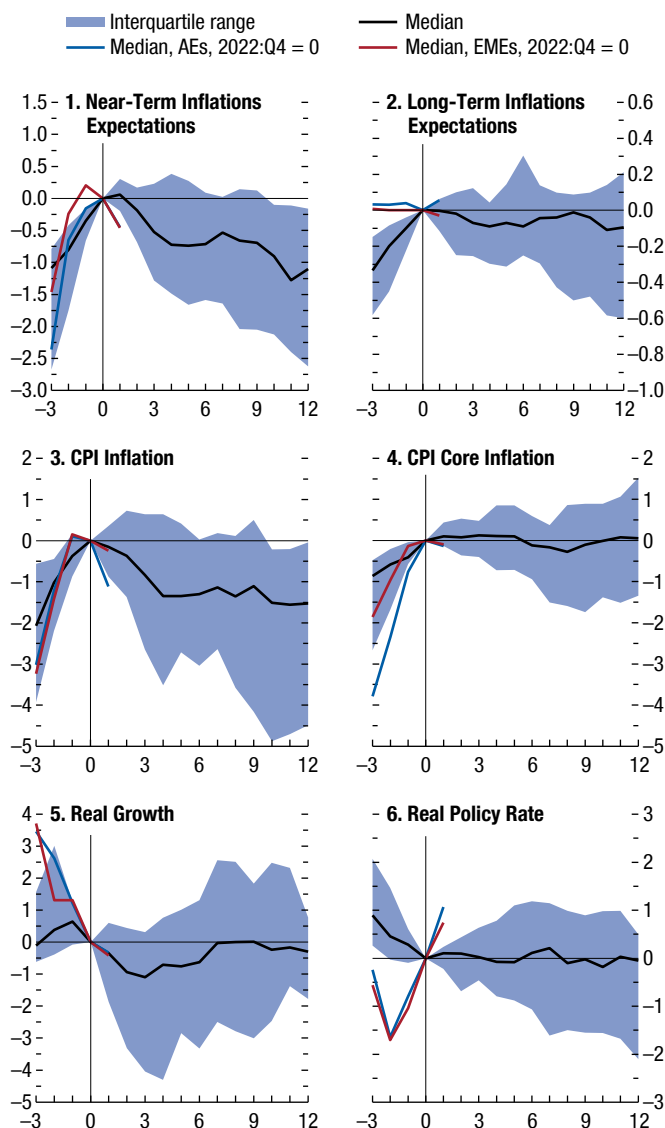 Interquartile range
Median
Median, AEs, 2022:Q4 = 0
Median, EMEs, 2022:Q4 = 0
1. Near-Term Inflations
Expectations
1.5
1.0
0.5
0.0
–0.5
–1.0
–1.5
–2.0
–2.5
–3.0
–3 0 3 6 9 12
2. Long-Term Inflations
Expectations
0.6
0.4
0.2
0.0
–0.2
–0.4
–0.6
–0.8
–1.0
–3 0 3 6 9 12
3. CPI Inflation
2
1
0
–1
–2
–3
–4
–5
–3 0 3 6 9 12
4. CPI Core Inflation
2
1
0
–1
–2
–3
–4
–5
–3 0 3 6 9 12
5. Real Growth
4
3
2
1
0
–1
–2
–3
–4
–5
–3 0 3 6 9 12
6. Real Policy Rate
3
2
1
0
–1
–2
–3
–3 0 3 6 9 12